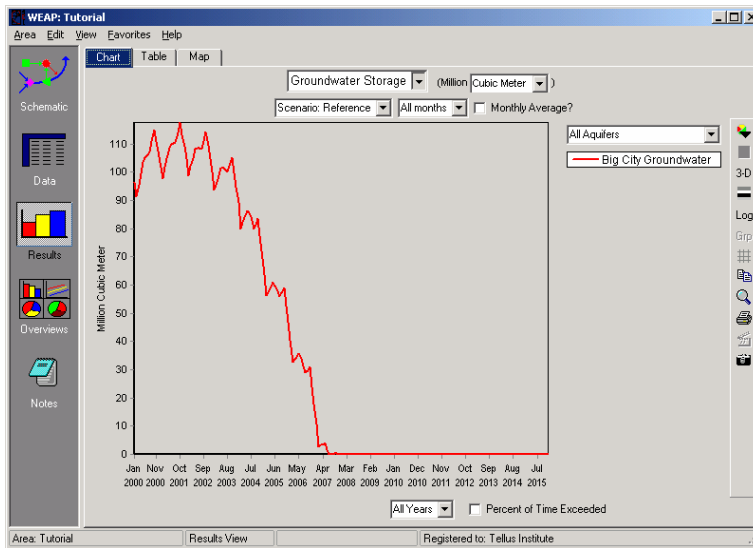 WEAP: Tutorial
Area Edit View Favorites Help
Chart Table Map
Groundwater Storage (Million Cubic Meter )
Scenario: Reference All months Monthly Average?
Schematic
Data
Results
Overviews
Notes
All Aquifers
Big City Groundwater
3-D
Log
Grp
Million Cubic Meter
110
100
90
80
70
60
50
40
30
20
10
0
Jan Nov Oct Sep Aug Jul Jun May Apr Mar Feb Jan Dec Nov Oct Sep Aug Jul
2000 2000 2001 2002 2003 2004 2005 2006 2007 2008 2009 2010 2010 2011 2012 2013 2014 2015
All Years Percent of Time Exceeded
Area: Tutorial Results View Registered to: Tellus Institute